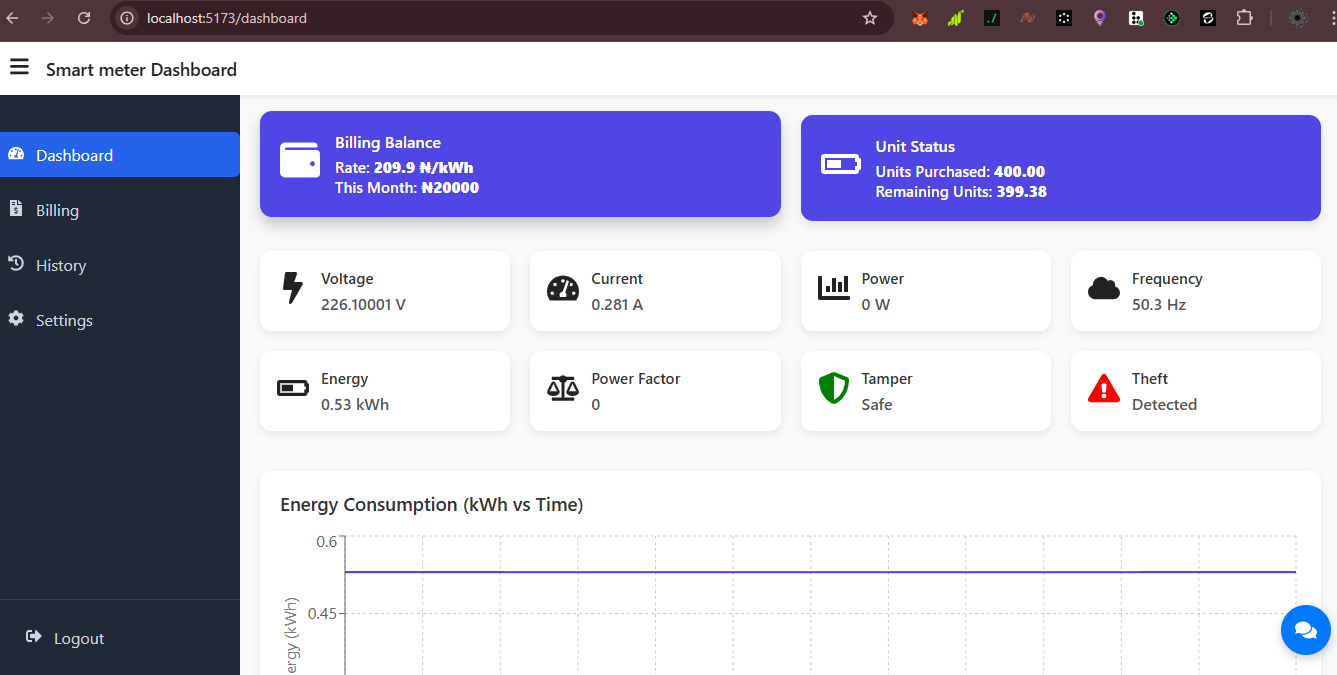 localhost:5173/dashboard
Smart meter Dashboard
Dashboard
Billing
History
Settings
Logout
Billing Balance
Rate: 209.9 ₦/kWh
This Month: ₦20000
Unit Status
Units Purchased: 400.00
Remaining Units: 399.38
Voltage
226.10001 V
Current
0.281 A
Power
0 W
Frequency
50.3 Hz
Energy
0.53 kWh
Power Factor
0
Tamper
Safe
Theft
Detected
Energy Consumption (kWh vs Time)
0.6
0.45
ergy (kWh)